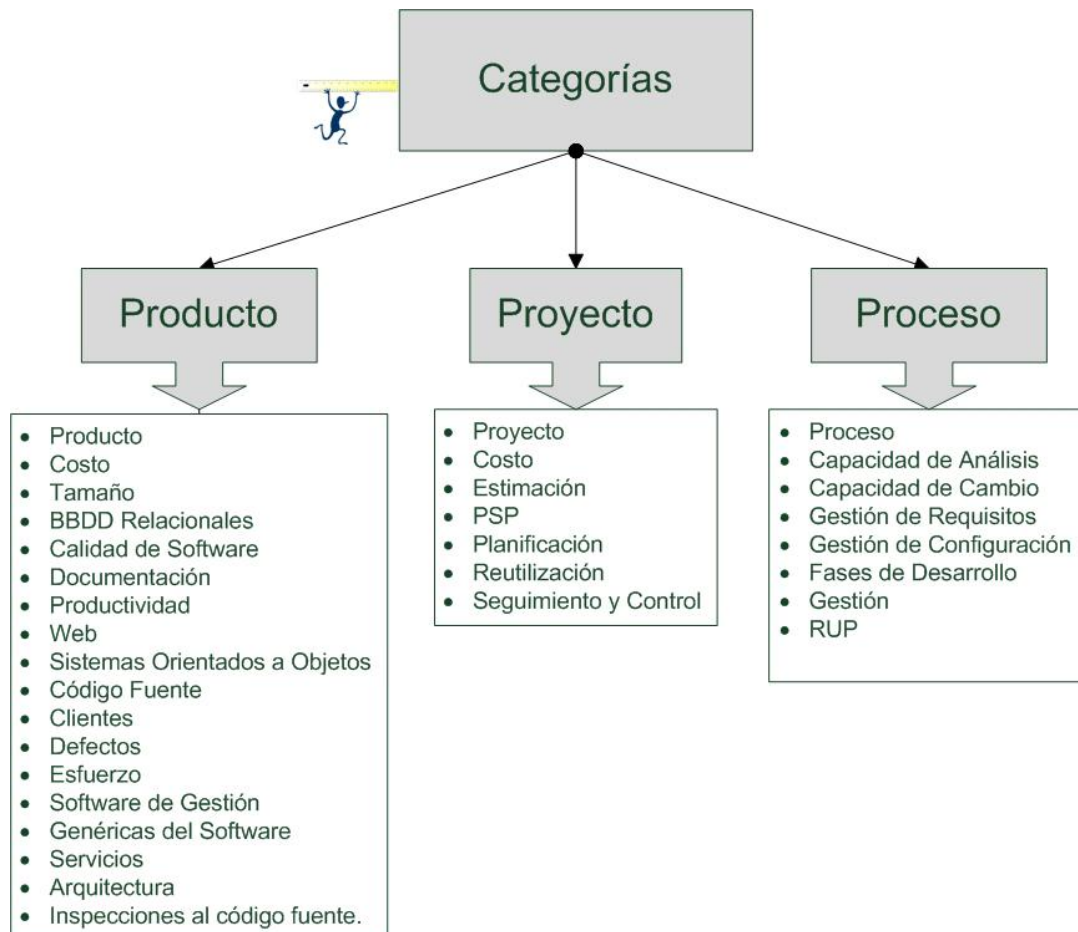 Categorías
Producto
• Producto
• Costo
• Tamaño
• BBDD Relacionales
• Calidad de Software
• Documentación
• Productividad
• Web
• Sistemas Orientados a Objetos
• Código Fuente
• Clientes
• Defectos
• Esfuerzo
• Software de Gestión
• Genéricas del Software
• Servicios
• Arquitectura
• Inspecciones al código fuente.
Proyecto
• Proyecto
• Costo
• Estimación
• PSP
• Planificación
• Reutilización
• Seguimiento y Control
Proceso
• Proceso
• Capacidad de Análisis
• Capacidad de Cambio
• Gestión de Requisitos
• Gestión de Configuración
• Fases de Desarrollo
• Gestión
• RUP